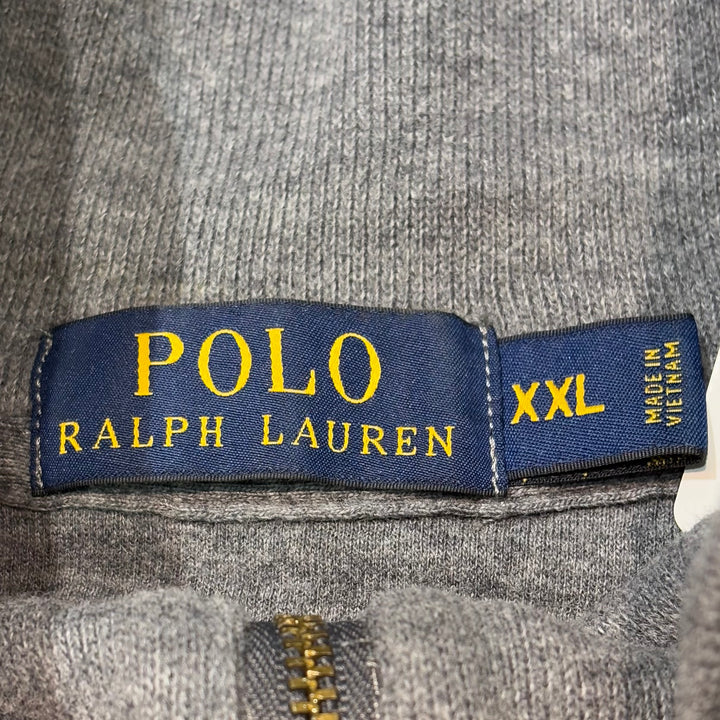 POLO
RALPH LAUREN
XXL
MADE IN
VIETNAM